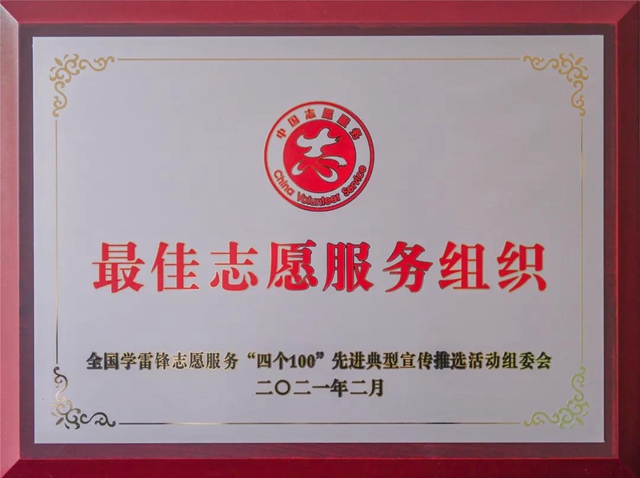 中国志愿服务
China Volunteer Service
最佳志愿服务组织
全国学雷锋志愿服务“四个100”先进典型宣传推选活动组委会
二〇二一年二月